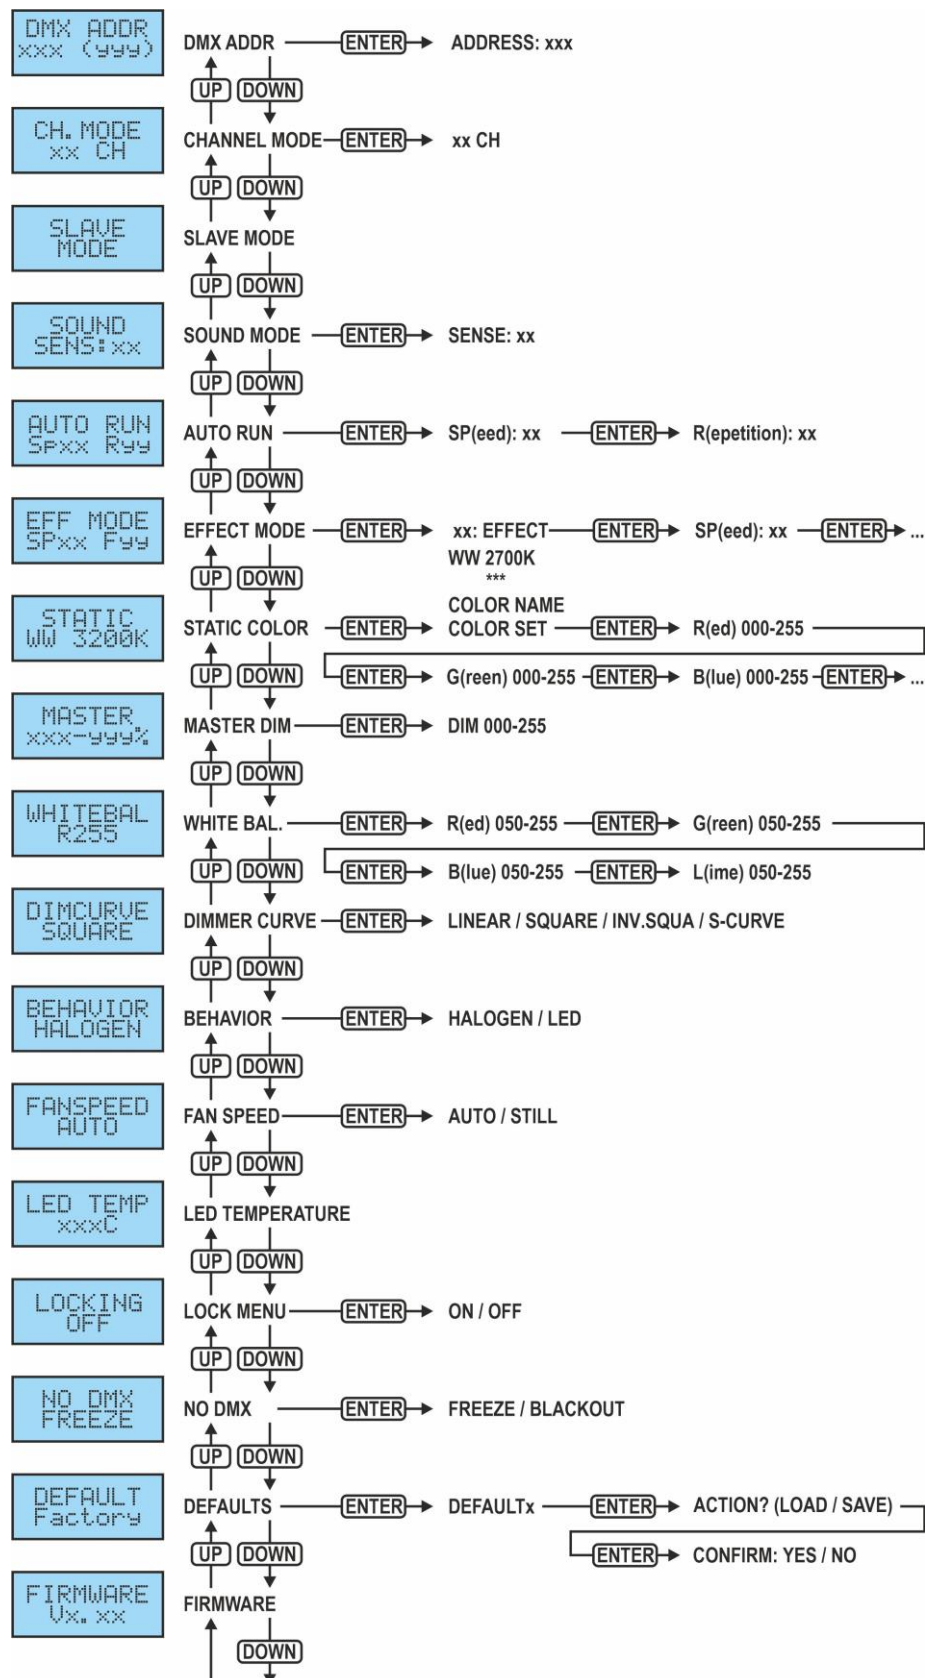 DMX ADDR
xxx (yyy)
DMX ADDR ENTER ADDRESS: xxx
UP DOWN
CH. MODE
xx CH
CHANNEL MODE ENTER xx CH
UP DOWN
SLAVE
MODE
SLAVE MODE
UP DOWN
SOUND
SENS:xx
SOUND MODE ENTER SENSE: xx
UP DOWN
AUTO RUN
SPxx Ryy
AUTO RUN ENTER SP(eed): xx ENTER R(epetition): xx
UP DOWN
EFF MODE
SPxx Fyy
EFFECT MODE ENTER xx: EFFECT ENTER SP(eed): xx ENTER ...
WW 2700K
UP DOWN
***
COLOR NAME
STATIC
WW 3200K
STATIC COLOR ENTER COLOR SET ENTER R(ed) 000-255
UP DOWN ENTER G(reen) 000-255 ENTER B(lue) 000-255 ENTER ...
MASTER
xxx-yyy%
MASTER DIM ENTER DIM 000-255
UP DOWN
WHITEBAL
R255
WHITE BAL. ENTER R(ed) 050-255 ENTER G(reen) 050-255
UP DOWN ENTER B(lue) 050-255 ENTER L(ime) 050-255
DIMCURVE
SQUARE
DIMMER CURVE ENTER LINEAR / SQUARE / INV.SQUA / S-CURVE
UP DOWN
BEHAVIOR
HALOGEN
BEHAVIOR ENTER HALOGEN / LED
UP DOWN
FANSPEED
AUTO
FAN SPEED ENTER AUTO / STILL
UP DOWN
LED TEMP
xxxC
LED TEMPERATURE
UP DOWN
LOCKING
OFF
LOCK MENU ENTER ON / OFF
UP DOWN
NO DMX
FREEZE
NO DMX ENTER FREEZE / BLACKOUT
UP DOWN
DEFAULT
Factory
DEFAULTS ENTER DEFAULTx ENTER ACTION? (LOAD / SAVE)
UP DOWN ENTER CONFIRM: YES / NO
FIRMWARE
Vx.xx
FIRMWARE
DOWN